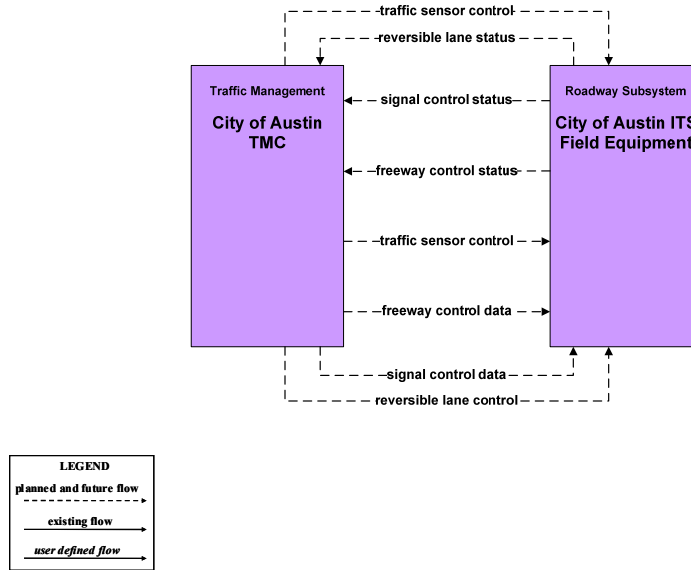 traffic sensor control
reversible lane status
Traffic Management
City of Austin
TMC
Roadway Subsystem
City of Austin ITS
Field Equipment
signal control status
freeway control status
traffic sensor control
freeway control data
signal control data
reversible lane control
LEGEND
planned and future flow
existing flow
user defined flow